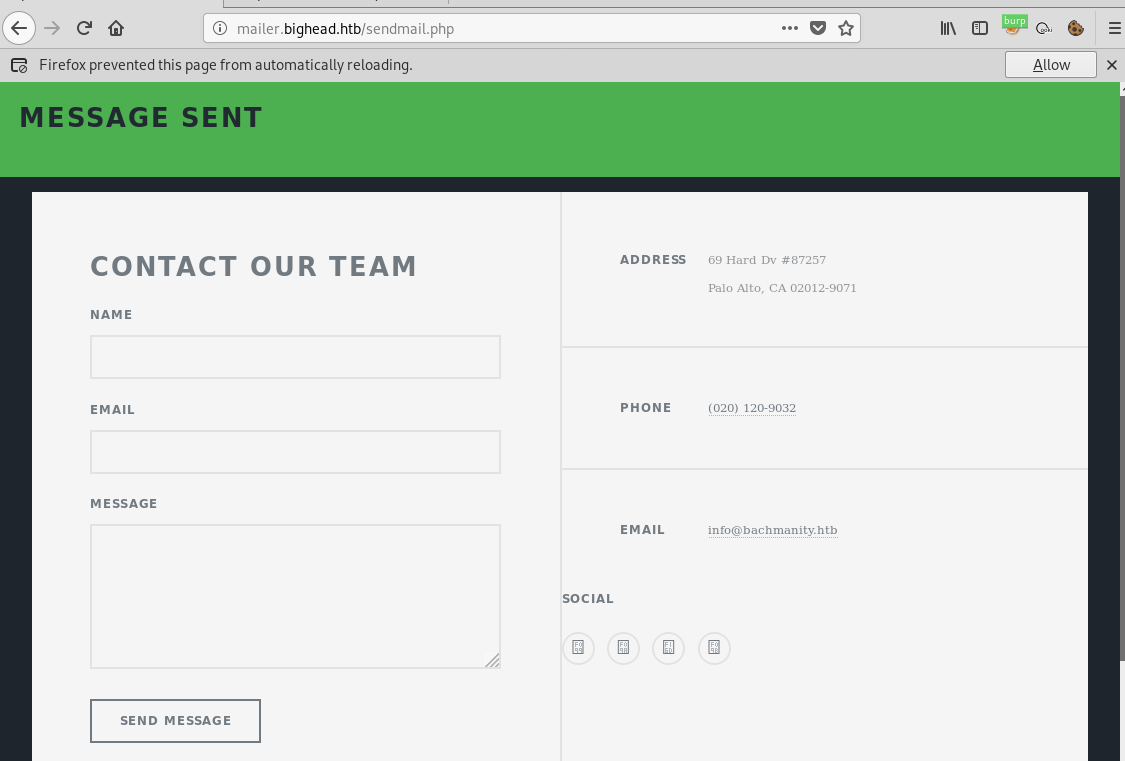 mailer.bighead.htb/sendmail.php
burp
Firefox prevented this page from automatically reloading.
Allow
MESSAGE SENT
CONTACT OUR TEAM
NAME
EMAIL
MESSAGE
SEND MESSAGE
ADDRESS 69 Hard Dv #87257
Palo Alto, CA 02012-9071
PHONE (020) 120-9032
EMAIL info@bachmanity.htb
SOCIAL